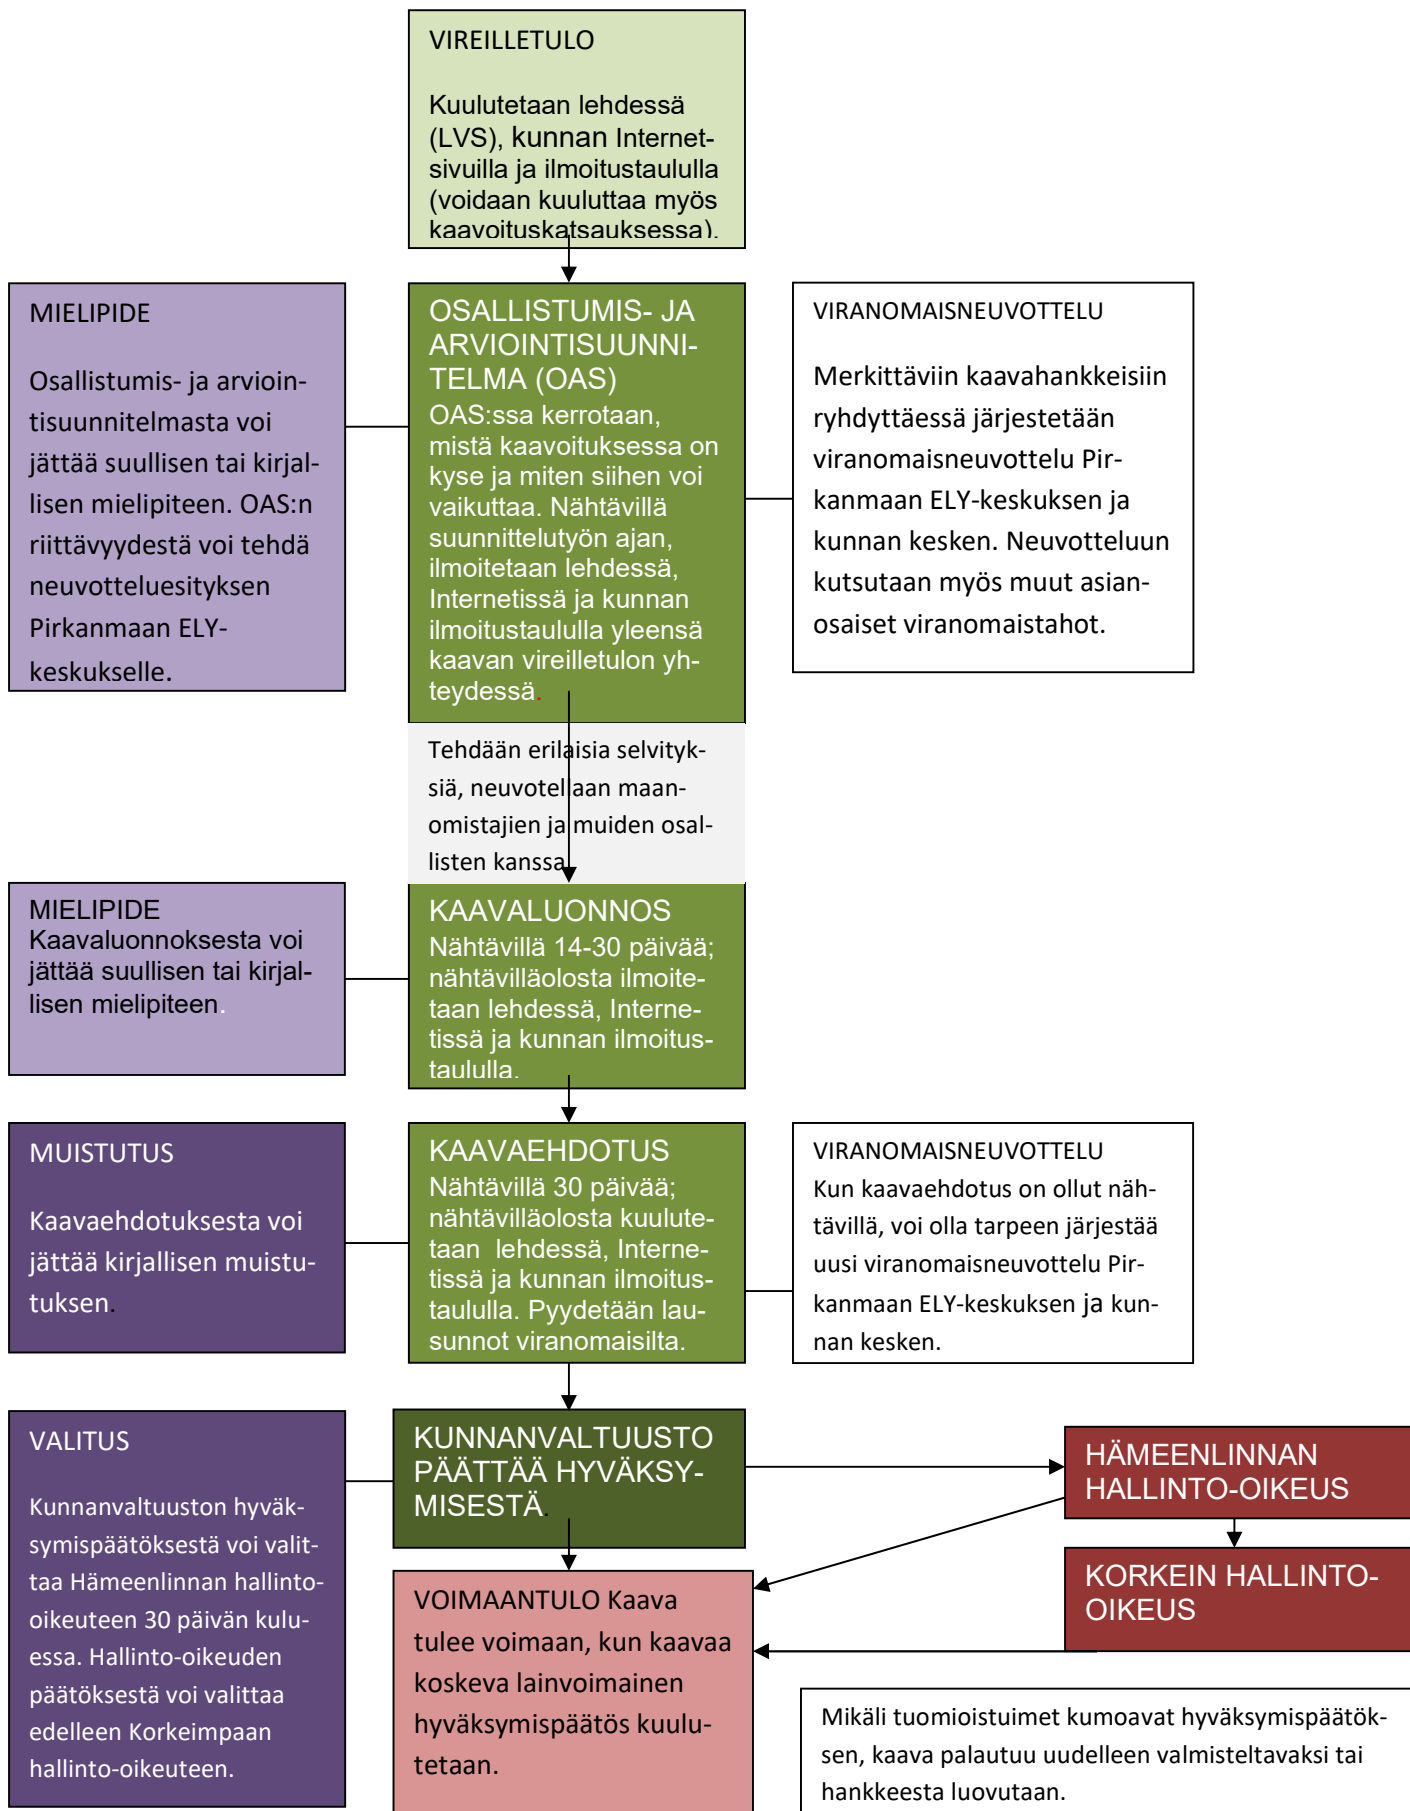 VIREILLETULO
Kuulutetaan lehdessä
(LVS), kunnan Internet-
sivuilla ja ilmoitustaululla
(voidaan kuuluttaa myös
kaavoituskatsauksessa).
MIELIPIDE
Osallistumis- ja arvioin-
tisuunnitelmasta voi
jättää suullisen tai kirjal-
lisen mielipiteen. OAS:n
riittävyydestä voi tehdä
neuvotteluesityksen
Pirkanmaan ELY-
keskukselle.
OSALLISTUMIS- JA
ARVIOINTISUUNNI-
TELMA (OAS)
OAS:ssa kerrotaan,
mistä kaavoituksessa on
kyse ja miten siihen voi
vaikuttaa. Nähtävillä
suunnittelutyön ajan,
ilmoitetaan lehdessä,
Internetissä ja kunnan
ilmoitustaululla yleensä
kaavan vireilletulon yh-
teydessä.
VIRANOMAISNEUVOTTELU
Merkittäviin kaavahankkeisiin
ryhdyttäessä järjestetään
viranomaisneuvottelu Pir-
kanmaan ELY-keskuksen ja
kunnan kesken. Neuvotteluun
kutsutaan myös muut asian-
osaiset viranomaistahot.
Tehdään erilaisia selvityk-
siä, neuvotellaan maan-
omistajien ja muiden osal-
listen kanssa.
MIELIPIDE
Kaavaluonnoksesta voi
jättää suullisen tai kirjal-
lisen mielipiteen.
KAAVALUONNOS
Nähtävillä 14-30 päivää;
nähtävilläolosta ilmoite-
taan lehdessä, Interne-
tissä ja kunnan ilmoitus-
taululla.
MUISTUTUS
Kaavaehdotuksesta voi
jättää kirjallisen muistu-
tuksen.
KAAVAEHDOTUS
Nähtävillä 30 päivää;
nähtävilläolosta kuulute-
taan lehdessä, Interne-
tissä ja kunnan ilmoitus-
taululla. Pyydetään lau-
sunnot viranomaisilta.
VIRANOMAISNEUVOTTELU
Kun kaavaehdotus on ollut näh-
tävillä, voi olla tarpeen järjestää
uusi viranomaisneuvottelu Pir-
kanmaan ELY-keskuksen ja kun-
nan kesken.
VALITUS
Kunnanvaltuuston hyväk-
symispäätöksestä voi valit-
taa Hämeenlinnan hallinto-
oikeuteen 30 päivän kulu-
essa. Hallinto-oikeuden
päätöksestä voi valittaa
edelleen Korkeimpaan
hallinto-oikeuteen.
KUNNANVALTUUSTO
PÄÄTTÄÄ HYVÄKSY-
MISESTÄ.
HÄMEENLINNAN
HALLINTO-OIKEUS
KORKEIN HALLINTO-
OIKEUS
VOIMAANTULO Kaava
tulee voimaan, kun kaavaa
koskeva lainvoimainen
hyväksymispäätös kuulu-
tetaan.
Mikäli tuomioistuimet kumoavat hyväksymispäätök-
sen, kaava palautuu uudelleen valmisteltavaksi tai
hankkeesta luovutaan.